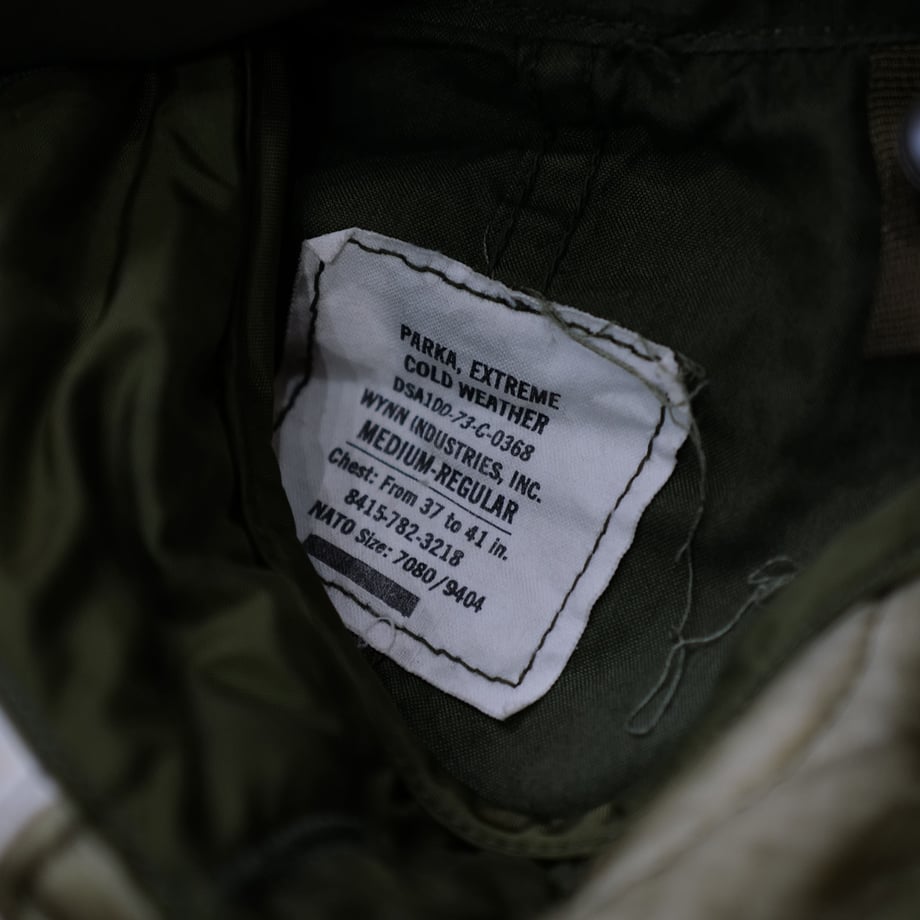 PARKA, EXTREME
COLD WEATHER
DSA100-73-C-0368
WYNN INDUSTRIES, INC.
MEDIUM-REGULAR
Chest: From 37 to 41 in.
8415-782-3218
NATO Size: 7080/9404